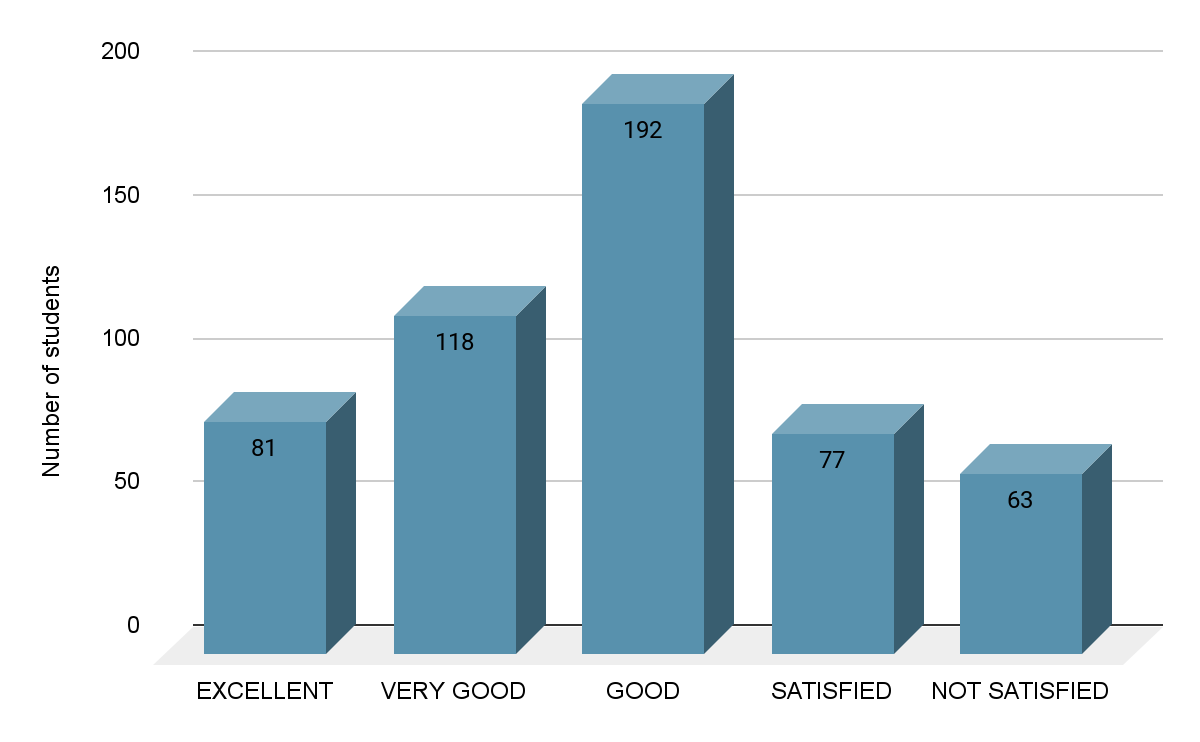 200
150
100
50
0
Number of students
81
118
192
77
63
EXCELLENT
VERY GOOD
GOOD
SATISFIED
NOT SATISFIED